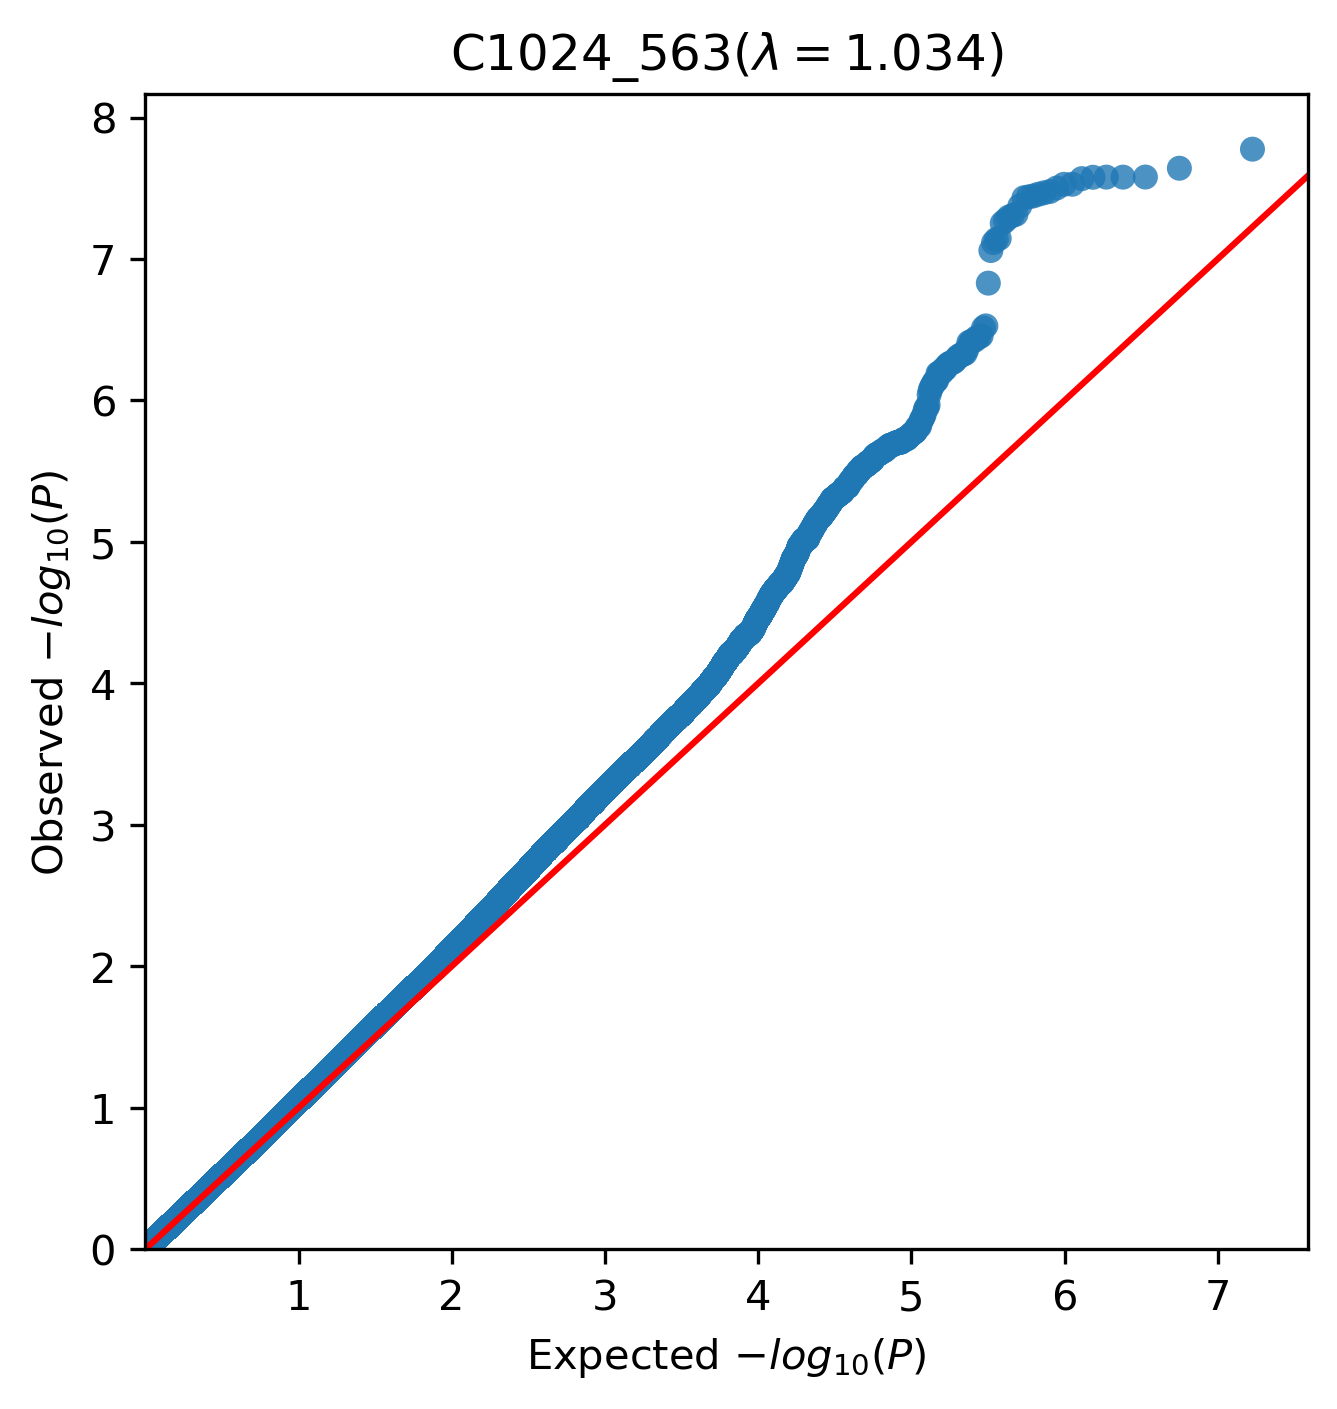 C1024_563(λ = 1.034)
8
7
6
5
4
3
2
1
0
Observed −log₁₀(P)
1 2 3 4 5 6 7
Expected −log₁₀(P)